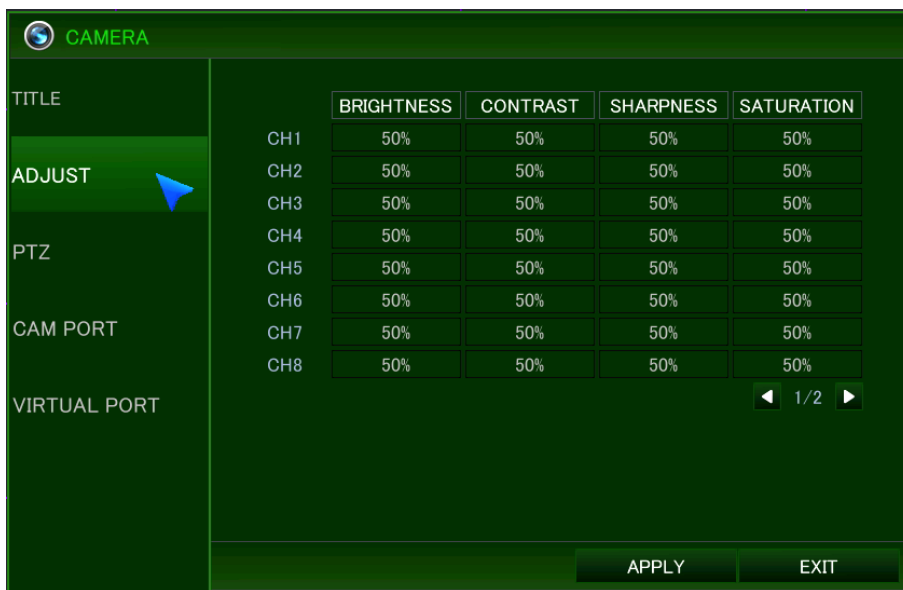 CAMERA
TITLE
ADJUST
PTZ
CAM PORT
VIRTUAL PORT
BRIGHTNESS CONTRAST SHARPNESS SATURATION
CH1 50% 50% 50% 50%
CH2 50% 50% 50% 50%
CH3 50% 50% 50% 50%
CH4 50% 50% 50% 50%
CH5 50% 50% 50% 50%
CH6 50% 50% 50% 50%
CH7 50% 50% 50% 50%
CH8 50% 50% 50% 50%
1/2
APPLY EXIT